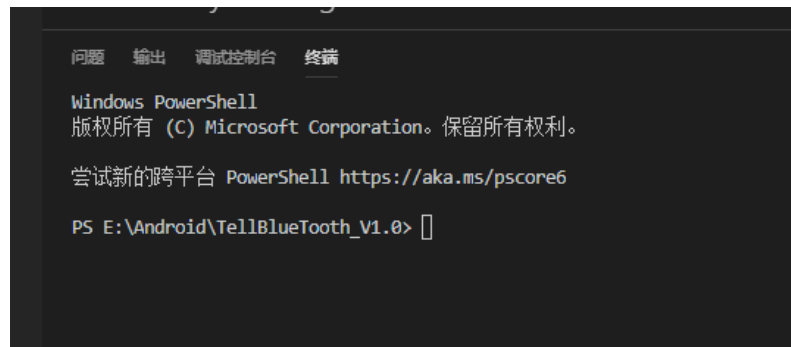 问题 输出 调试控制台 终端
Windows PowerShell
版权所有 (C) Microsoft Corporation。保留所有权利。
尝试新的跨平台 PowerShell https://aka.ms/pscore6
PS E:\Android\TellBlueTooth_V1.0>